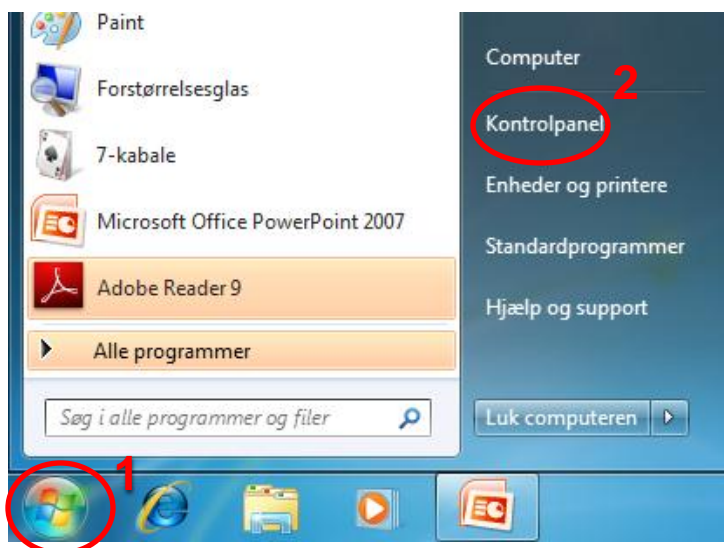 Paint
Forstørrelsesglas
7-kabale
Microsoft Office PowerPoint 2007
Adobe Reader 9
Alle programmer
Søg i alle programmer og filer
Computer
2
Kontrolpanel
Enheder og printere
Standardprogrammer
Hjælp og support
Luk computeren
1